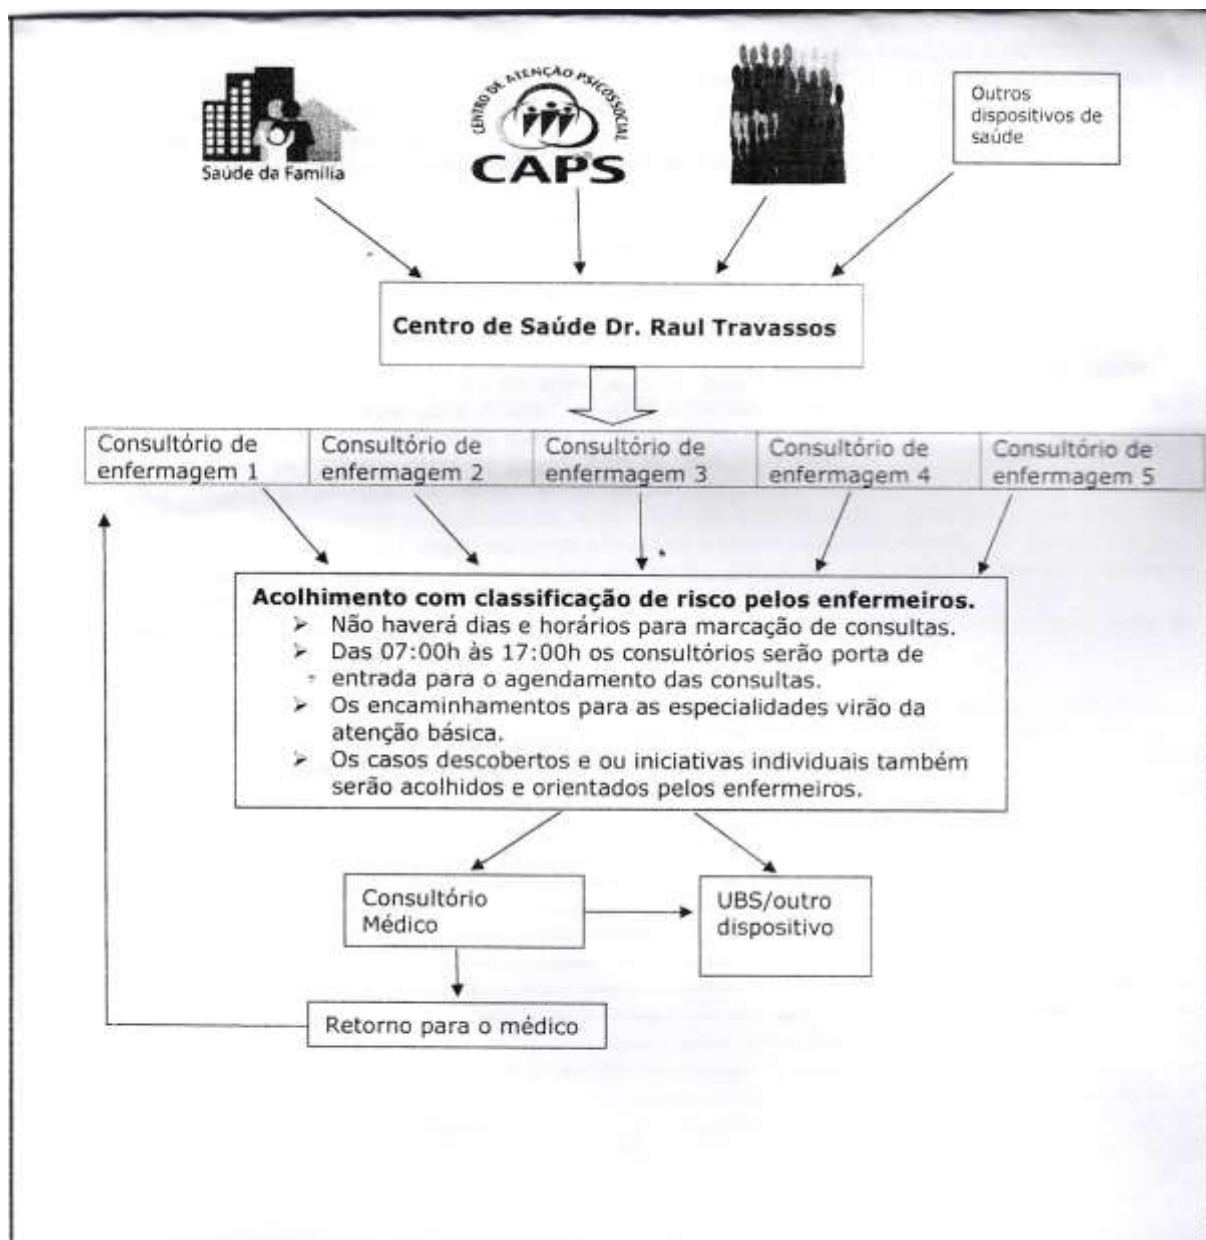 Saúde da Família
CENTRO DE ATENÇÃO PSICOSSOCIAL
CAPS
Outros
dispositivos de
saúde
Centro de Saúde Dr. Raul Travassos
Consultório de
enfermagem 1
Consultório de
enfermagem 2
Consultório de
enfermagem 3
Consultório de
enfermagem 4
Consultório de
enfermagem 5
Acolhimento com classificação de risco pelos enfermeiros.
➢ Não haverá dias e horários para marcação de consultas.
➢ Das 07:00h às 17:00h os consultórios serão porta de
entrada para o agendamento das consultas.
➢ Os encaminhamentos para as especialidades virão da
atenção básica.
➢ Os casos descobertos e ou iniciativas individuais também
serão acolhidos e orientados pelos enfermeiros.
Consultório
Médico
UBS/outro
dispositivo
Retorno para o médico